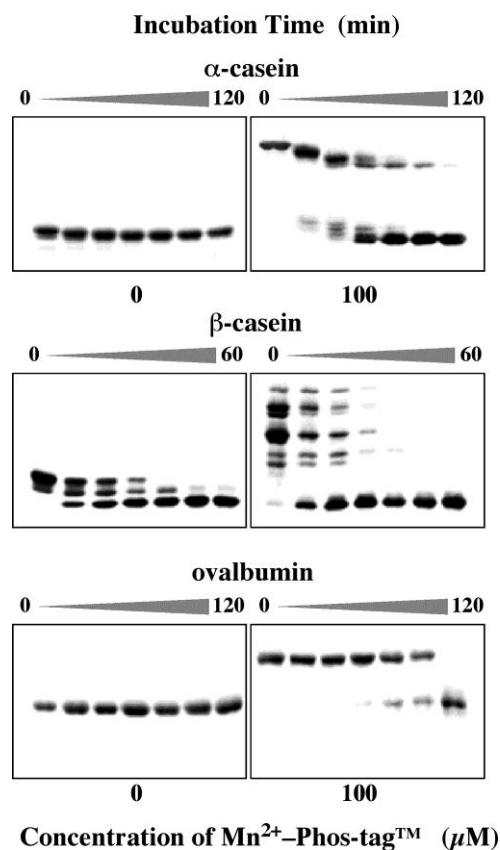 Incubation Time (min)
α-casein
0 120 0 120
0 100
β-casein
0 60 0 60
ovalbumin
0 120 0 120
0 100
Concentration of Mn²⁺–Phos-tag™ (μM)